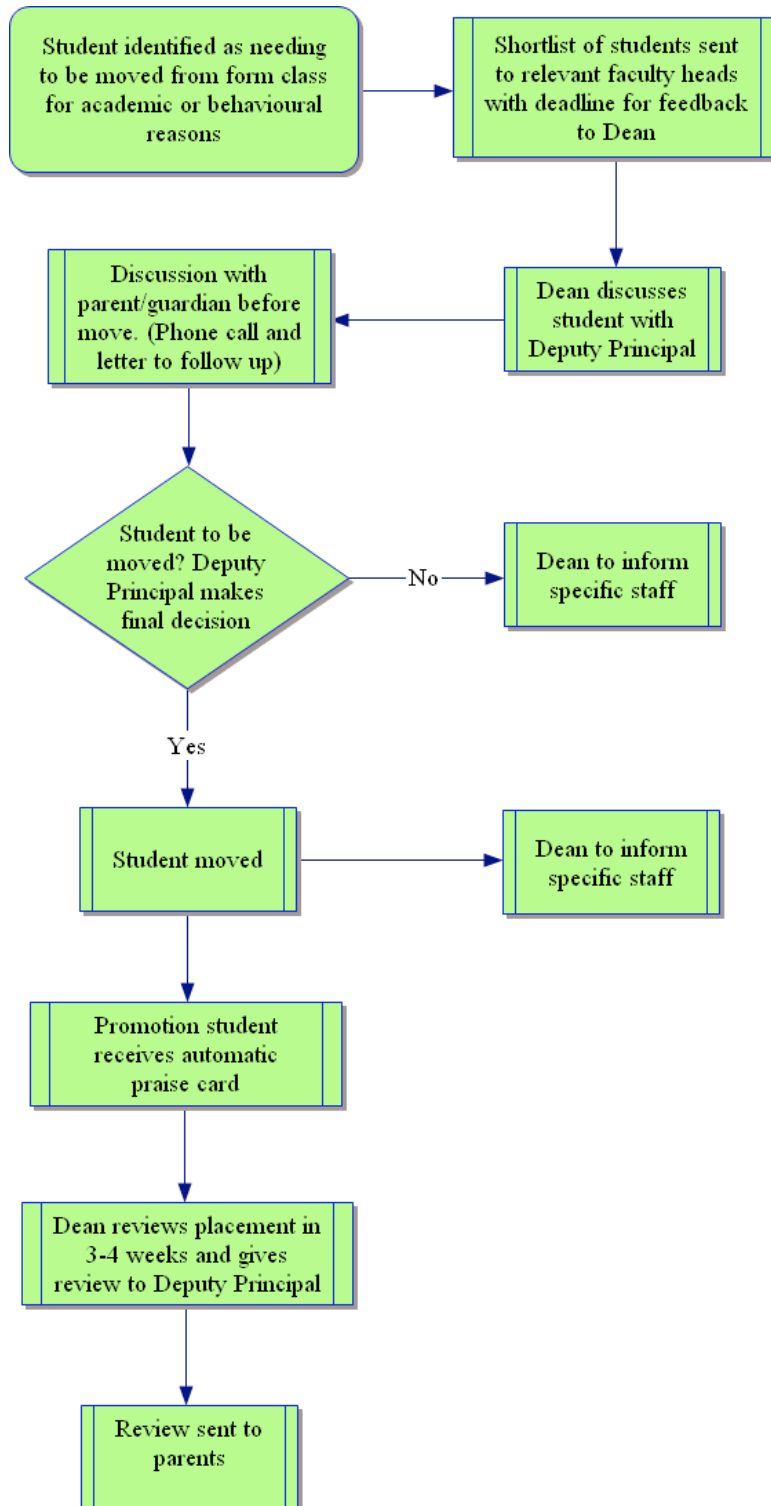 Student identified as needing
to be moved from form class
for academic or behavioural
reasons
Shortlist of students sent
to relevant faculty heads
with deadline for feedback
to Dean
Dean discusses
student with
Deputy Principal
Discussion with
parent/guardian before
move. (Phone call and
letter to follow up)
Student to be
moved? Deputy
Principal makes
final decision
No
Dean to inform
specific staff
Yes
Student moved
Dean to inform
specific staff
Promotion student
receives automatic
praise card
Dean reviews placement in
3-4 weeks and gives
review to Deputy Principal
Review sent to
parents